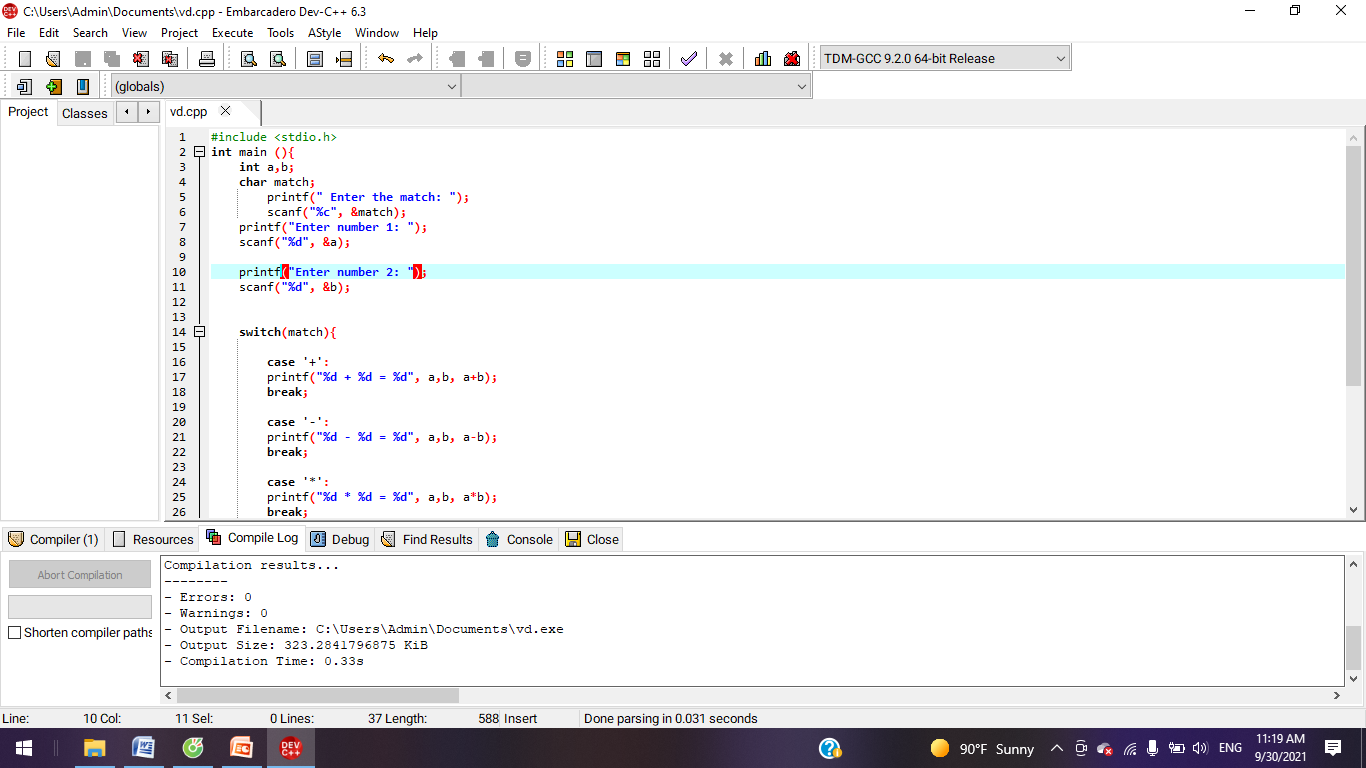 C:\Users\Admin\Documents\vd.cpp - Embarcadero Dev-C++ 6.3
File Edit Search View Project Execute Tools AStyle Window Help
TDM-GCC 9.2.0 64-bit Release
(globals)
Project Classes vd.cpp
1 #include <stdio.h>
2 int main (){
3 int a,b;
4 char match;
5 printf(" Enter the match: ");
6 scanf("%c", &match);
7 printf("Enter number 1: ");
8 scanf("%d", &a);
9
10 printf("Enter number 2: ");
11 scanf("%d", &b);
12
13
14 switch(match){
15
16 case '+':
17 printf("%d + %d = %d", a,b, a+b);
18 break;
19
20 case '-':
21 printf("%d - %d = %d", a,b, a-b);
22 break;
23
24 case '*':
25 printf("%d * %d = %d", a,b, a*b);
26 break;
Compiler (1) Resources Compile Log Debug Find Results Console Close
Abort Compilation
Shorten compiler paths
Compilation results...
--------
- Errors: 0
- Warnings: 0
- Output Filename: C:\Users\Admin\Documents\vd.exe
- Output Size: 323.2841796875 KiB
- Compilation Time: 0.33s
Line: 10 Col: 11 Sel: 0 Lines: 37 Length: 588 Insert Done parsing in 0.031 seconds
DEV C++
90°F Sunny
ENG
11:19 AM
9/30/2021